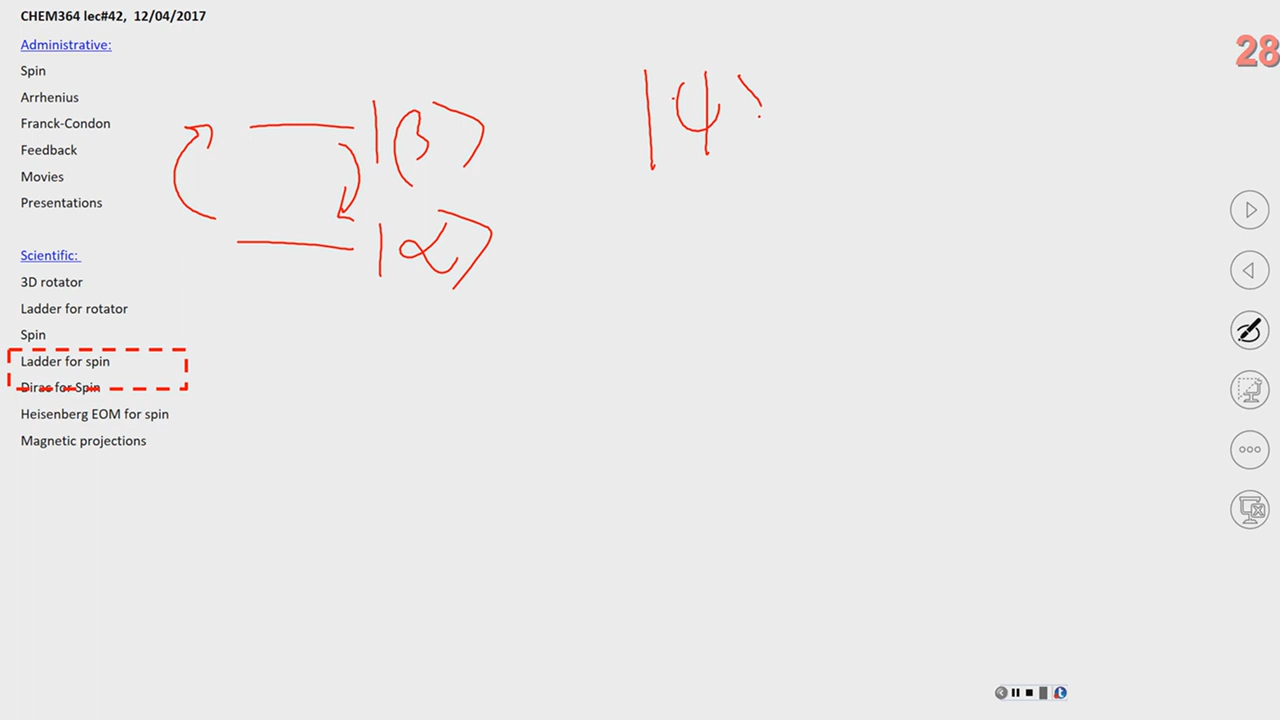 CHEM364 lec#42, 12/04/2017
28
Administrative:
Spin
Arrhenius
Franck-Condon
Feedback
Movies
Presentations
Scientific:
3D rotator
Ladder for rotator
Spin
Ladder for spin
Dirac for Spin
Heisenberg EOM for spin
Magnetic projections
|β⟩
|α⟩
|ψ⟩